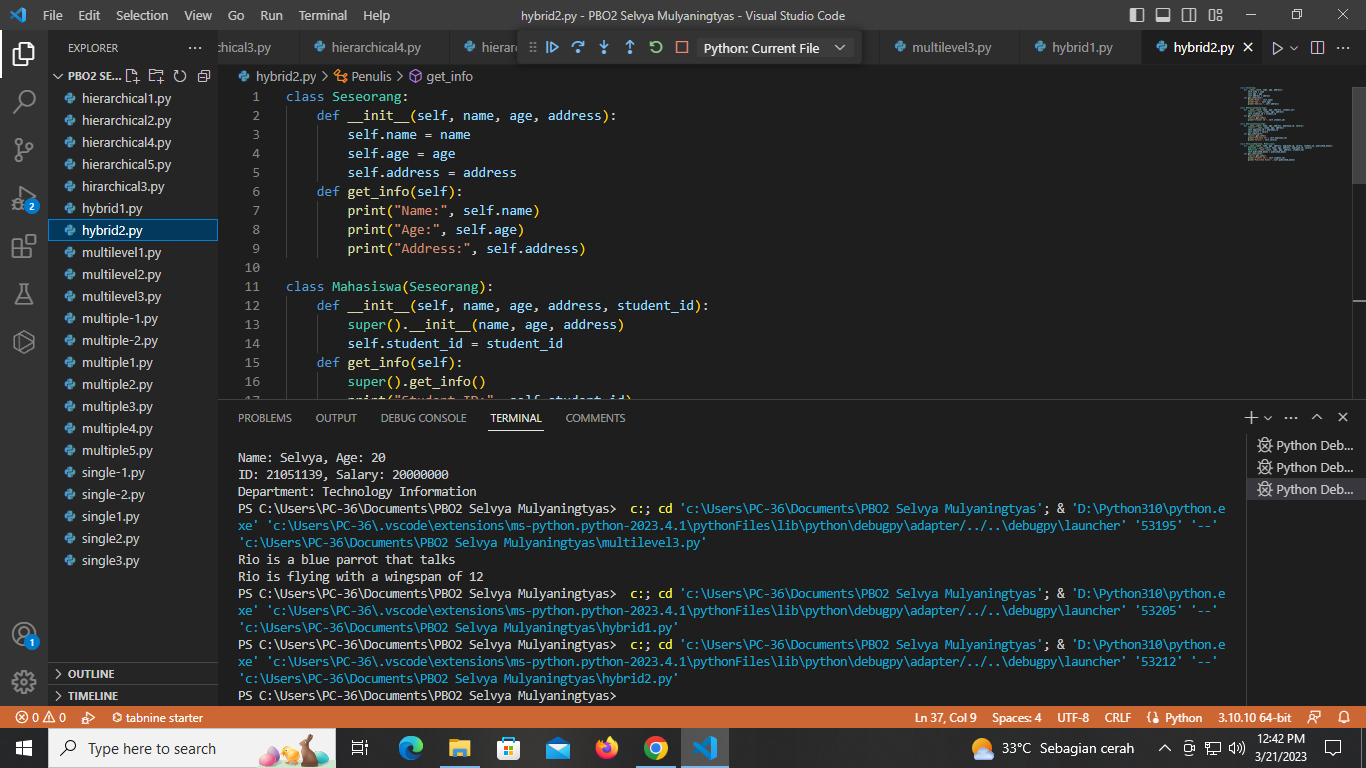 File Edit Selection View Go Run Terminal Help
hybrid2.py - PBO2 Selvya Mulyaningtyas - Visual Studio Code
EXPLORER
chical3.py hierarchical4.py hierar Python: Current File multilevel3.py hybrid1.py hybrid2.py
PBO2 SE...
hybrid2.py > Penulis > get_info
hierarchical1.py
hierarchical2.py
hierarchical4.py
hierarchical5.py
hirarchical3.py
hybrid1.py
hybrid2.py
multilevel1.py
multilevel2.py
multilevel3.py
multiple-1.py
multiple-2.py
multiple1.py
multiple2.py
multiple3.py
multiple4.py
multiple5.py
single-1.py
single-2.py
single1.py
single2.py
single3.py
OUTLINE
TIMELINE
2
1
1 class Seseorang:
2 def __init__(self, name, age, address):
3 self.name = name
4 self.age = age
5 self.address = address
6 def get_info(self):
7 print("Name:", self.name)
8 print("Age:", self.age)
9 print("Address:", self.address)
10
11 class Mahasiswa(Seseorang):
12 def __init__(self, name, age, address, student_id):
13 super().__init__(name, age, address)
14 self.student_id = student_id
15 def get_info(self):
16 super().get_info()
17 print("Student ID:", self.student_id)
PROBLEMS OUTPUT DEBUG CONSOLE TERMINAL COMMENTS
Name: Selvya, Age: 20
ID: 21051139, Salary: 20000000
Department: Technology Information
PS C:\Users\PC-36\Documents\PBO2 Selvya Mulyaningtyas> c:; cd 'c:\Users\PC-36\Documents\PBO2 Selvya Mulyaningtyas'; & 'D:\Python310\python.e
xe' 'c:\Users\PC-36\.vscode\extensions\ms-python.python-2023.4.1\pythonFiles\lib\python\debugpy\adapter/../..\debugpy\launcher' '53195' '--'
'c:\Users\PC-36\Documents\PBO2 Selvya Mulyaningtyas\multilevel3.py'
Rio is a blue parrot that talks
Rio is flying with a wingspan of 12
PS C:\Users\PC-36\Documents\PBO2 Selvya Mulyaningtyas> c:; cd 'c:\Users\PC-36\Documents\PBO2 Selvya Mulyaningtyas'; & 'D:\Python310\python.e
xe' 'c:\Users\PC-36\.vscode\extensions\ms-python.python-2023.4.1\pythonFiles\lib\python\debugpy\adapter/../..\debugpy\launcher' '53205' '--'
'c:\Users\PC-36\Documents\PBO2 Selvya Mulyaningtyas\hybrid1.py'
PS C:\Users\PC-36\Documents\PBO2 Selvya Mulyaningtyas> c:; cd 'c:\Users\PC-36\Documents\PBO2 Selvya Mulyaningtyas'; & 'D:\Python310\python.e
xe' 'c:\Users\PC-36\.vscode\extensions\ms-python.python-2023.4.1\pythonFiles\lib\python\debugpy\adapter/../..\debugpy\launcher' '53212' '--'
'c:\Users\PC-36\Documents\PBO2 Selvya Mulyaningtyas\hybrid2.py'
PS C:\Users\PC-36\Documents\PBO2 Selvya Mulyaningtyas>
Python Deb...
Python Deb...
Python Deb...
0 0 tabnine starter Ln 37, Col 9 Spaces: 4 UTF-8 CRLF Python 3.10.10 64-bit
Type here to search 33°C Sebagian cerah 12:42 PM
3/21/2023